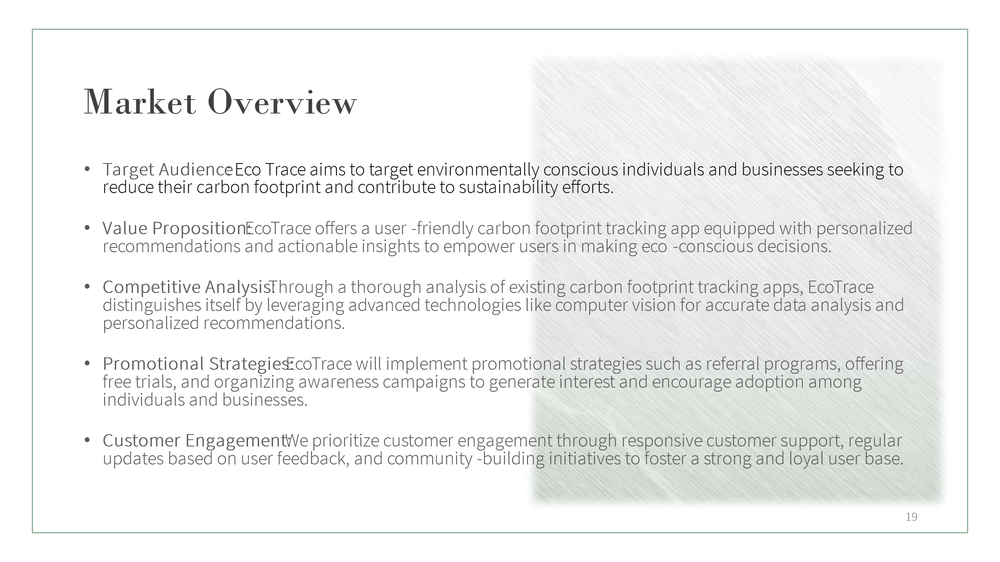 Market Overview
• Target Audience: Eco Trace aims to target environmentally conscious individuals and businesses seeking to
reduce their carbon footprint and contribute to sustainability efforts.
• Value Proposition: EcoTrace offers a user -friendly carbon footprint tracking app equipped with personalized
recommendations and actionable insights to empower users in making eco -conscious decisions.
• Competitive Analysis: Through a thorough analysis of existing carbon footprint tracking apps, EcoTrace
distinguishes itself by leveraging advanced technologies like computer vision for accurate data analysis and
personalized recommendations.
• Promotional Strategies: EcoTrace will implement promotional strategies such as referral programs, offering
free trials, and organizing awareness campaigns to generate interest and encourage adoption among
individuals and businesses.
• Customer Engagement: We prioritize customer engagement through responsive customer support, regular
updates based on user feedback, and community -building initiatives to foster a strong and loyal user base.
19